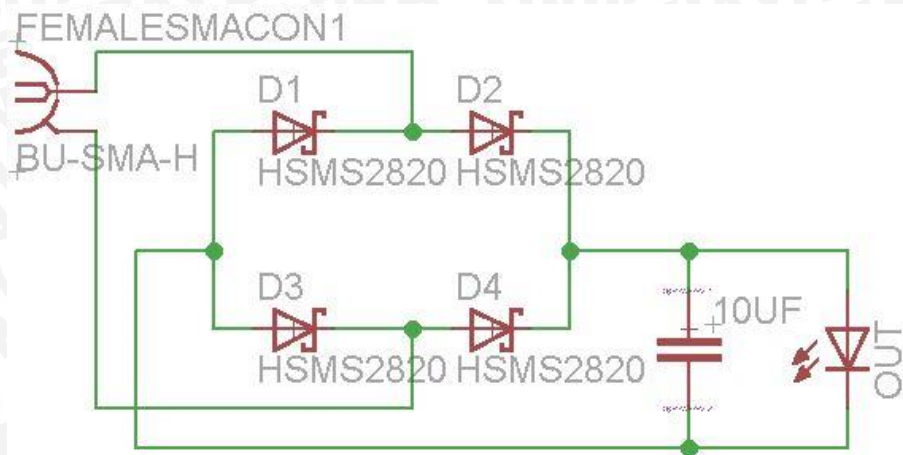 FEMALESMACON1
BU-SMA-H
D1
D2
HSMS2820
HSMS2820
D3
D4
HSMS2820
HSMS2820
10UF
OUT